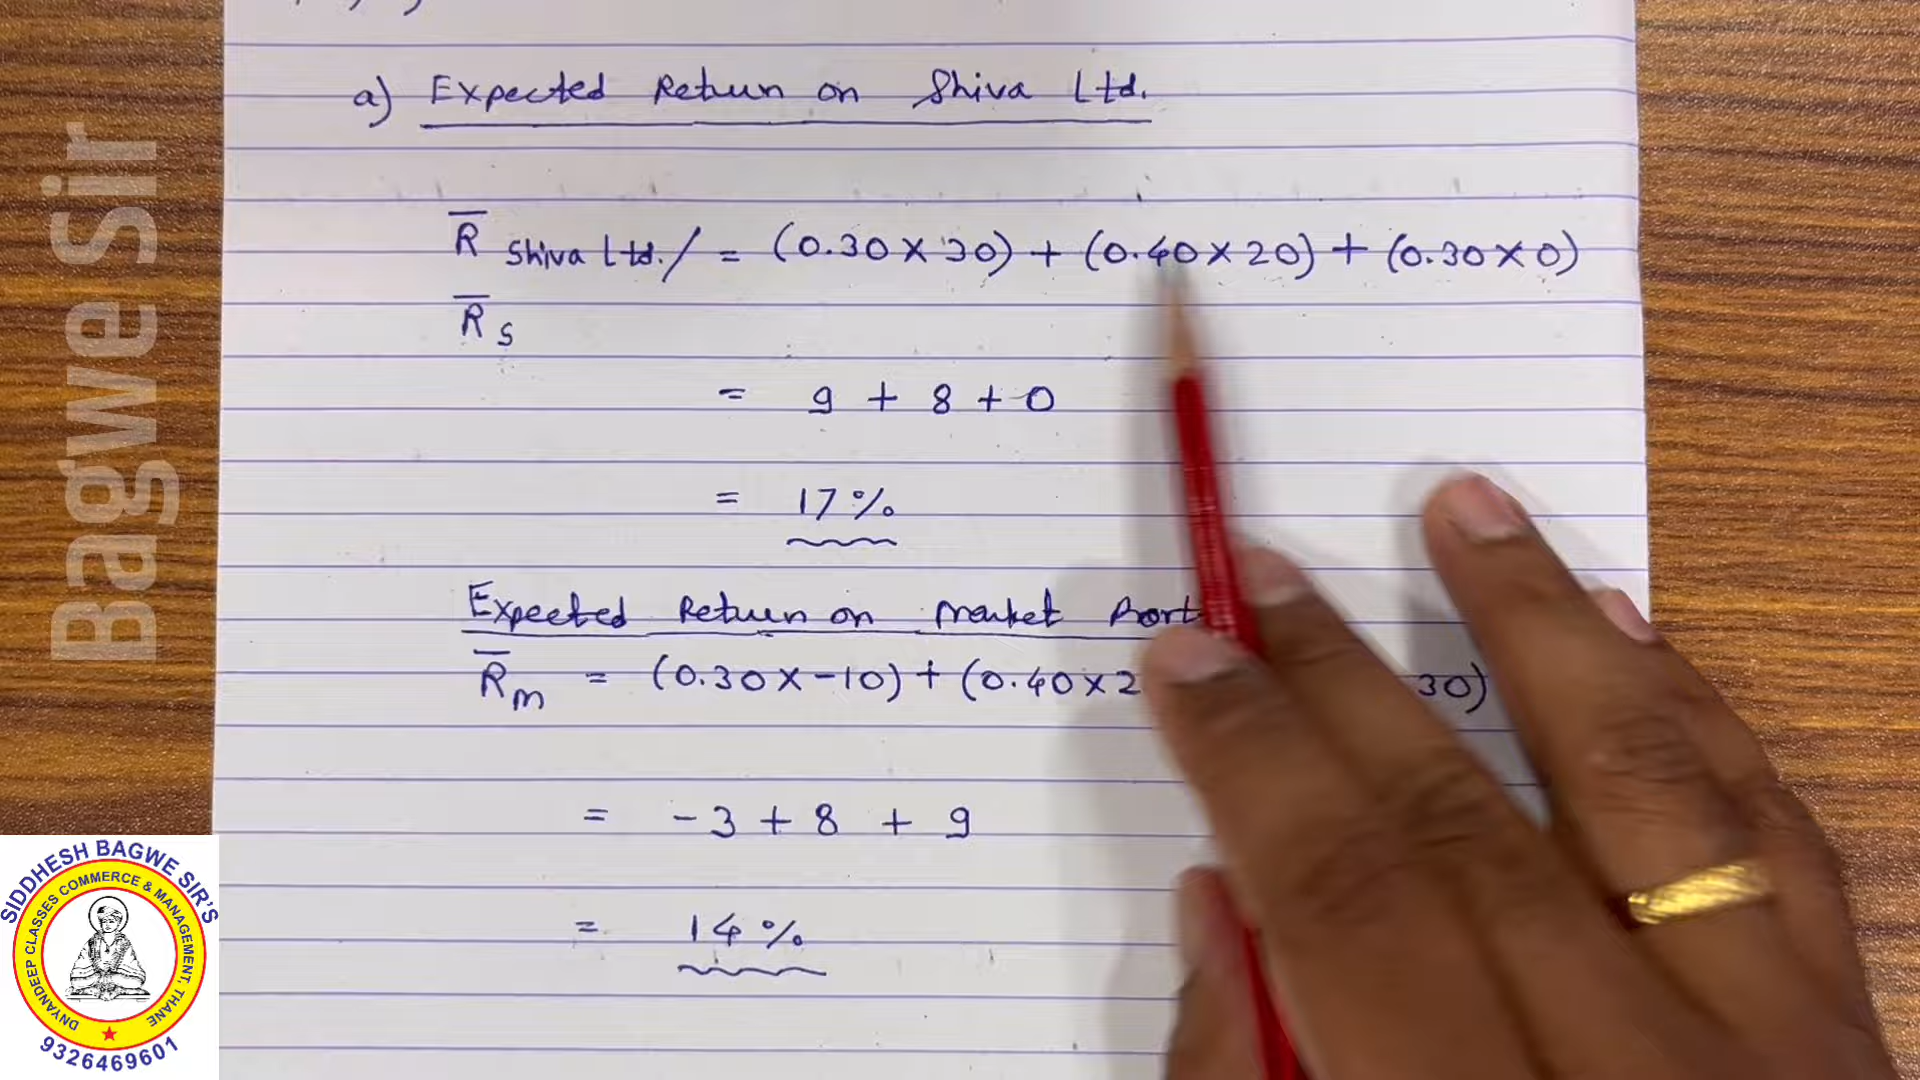 a) Expected Return on Shiva Ltd.
R̅ Shiva Ltd./ = (0.30 × 30) + (0.40 × 20) + (0.30 × 0)
R̅ s
= 9 + 8 + 0
= 17%
Expected Return on market Port
R̅ m = (0.30 × -10) + (0.40 × 2 30)
= -3 + 8 + 9
= 14%
Bagwe Sir
SIDDHESH BAGWE SIR'S
DNYANDEEP CLASSES COMMERCE & MANAGEMENT, THANE
9326469601